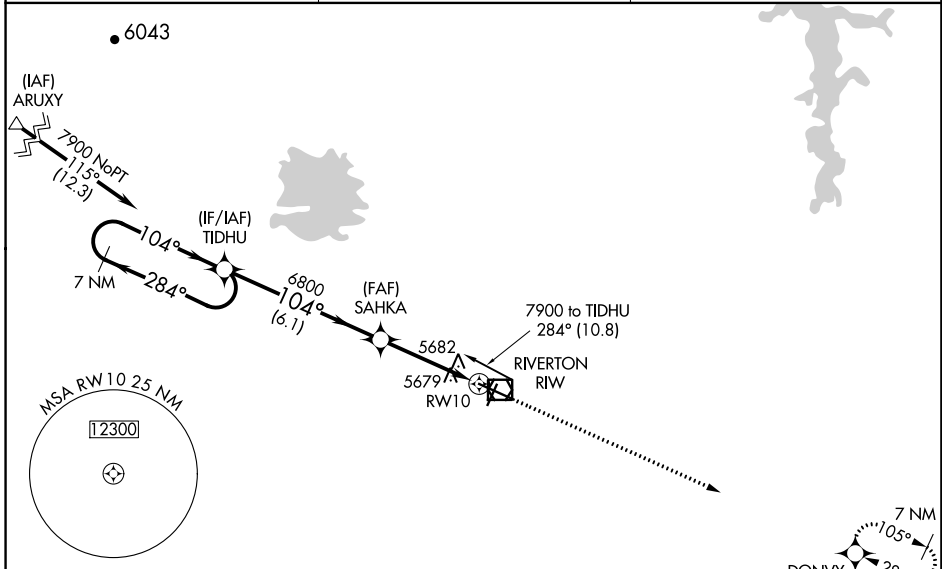 6043
(IAF)
ARUXY
7900 NoPT
115°
(12.3)
(IF/IAF)
TIDHU
104°
7 NM
284°
6800
104°
(6.1)
(FAF)
SAHKA
7900 to TIDHU
284° (10.8)
5682
5679
RIVERTON
RIW
RW10
MSA RW10 25 NM
12300
7 NM
105°